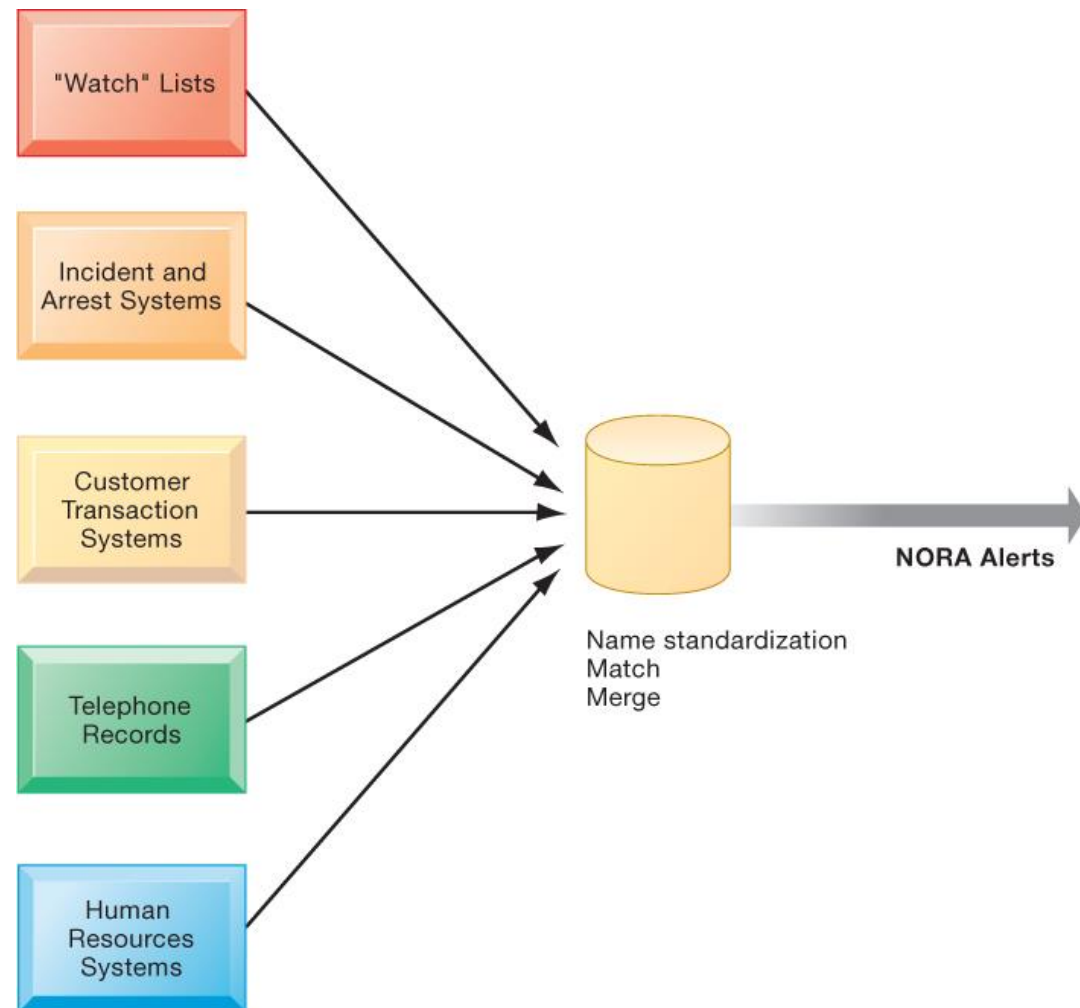 "Watch" Lists
Incident and
Arrest Systems
Customer
Transaction
Systems
Telephone
Records
Human
Resources
Systems
Name standardization
Match
Merge
NORA Alerts